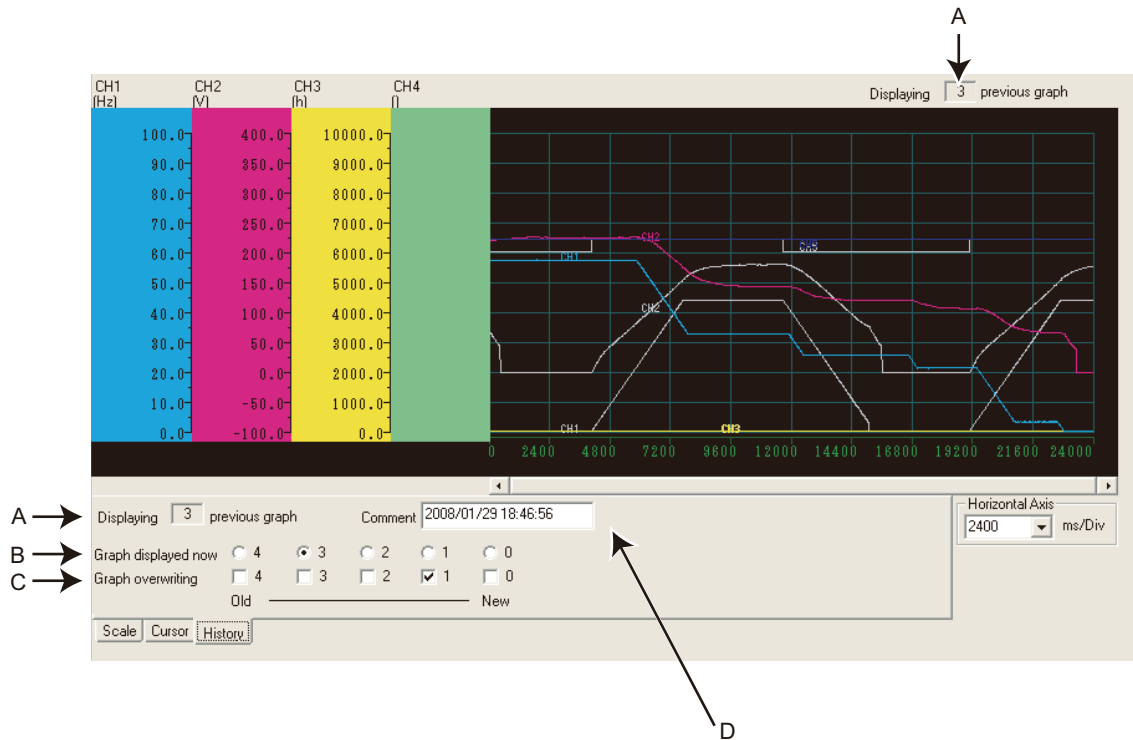 A
CH1 CH2 CH3 CH4
(Hz) (V) (h) ()
Displaying 3 previous graph
100.0 400.0 10000.0
90.0 350.0 9000.0
80.0 300.0 8000.0
70.0 250.0 7000.0
60.0 200.0 6000.0
50.0 150.0 5000.0
40.0 100.0 4000.0
30.0 50.0 3000.0
20.0 0.0 2000.0
10.0 -50.0 1000.0
0.0 -100.0 0.0
CH2
CH5
CH1
CH2
CH1 CH3
0 2400 4800 7200 9600 12000 14400 16800 19200 21600 24000
A Displaying 3 previous graph Comment 2008/01/29 18:46:56
Horizontal Axis
2400 ms/Div
B Graph displayed now 4 3 2 1 0
C Graph overwriting 4 3 2 1 0
Old New
Scale Cursor History
D